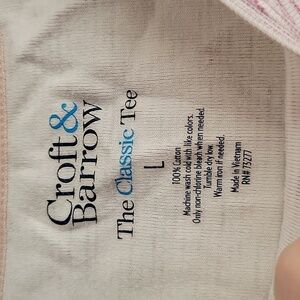 Croft&
Barrow
The Classic Tee
L
100% Cotton
Machine wash cold with like colors.
Only non-chlorine bleach when needed.
Tumble dry low.
Warm iron if needed.
Made in Vietnam
RN# 73277